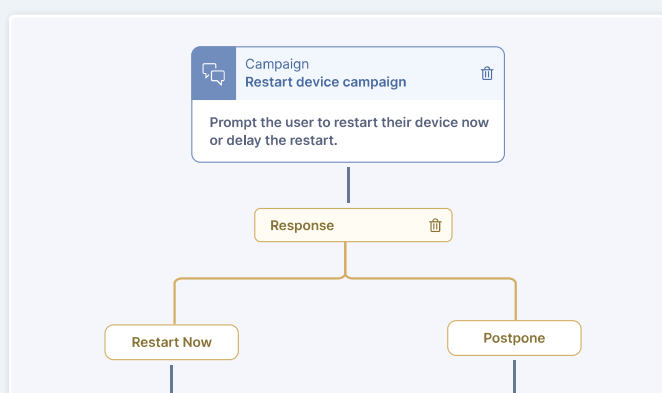 Campaign
Restart device campaign
Prompt the user to restart their device now
or delay the restart.
Response
Restart Now
Postpone